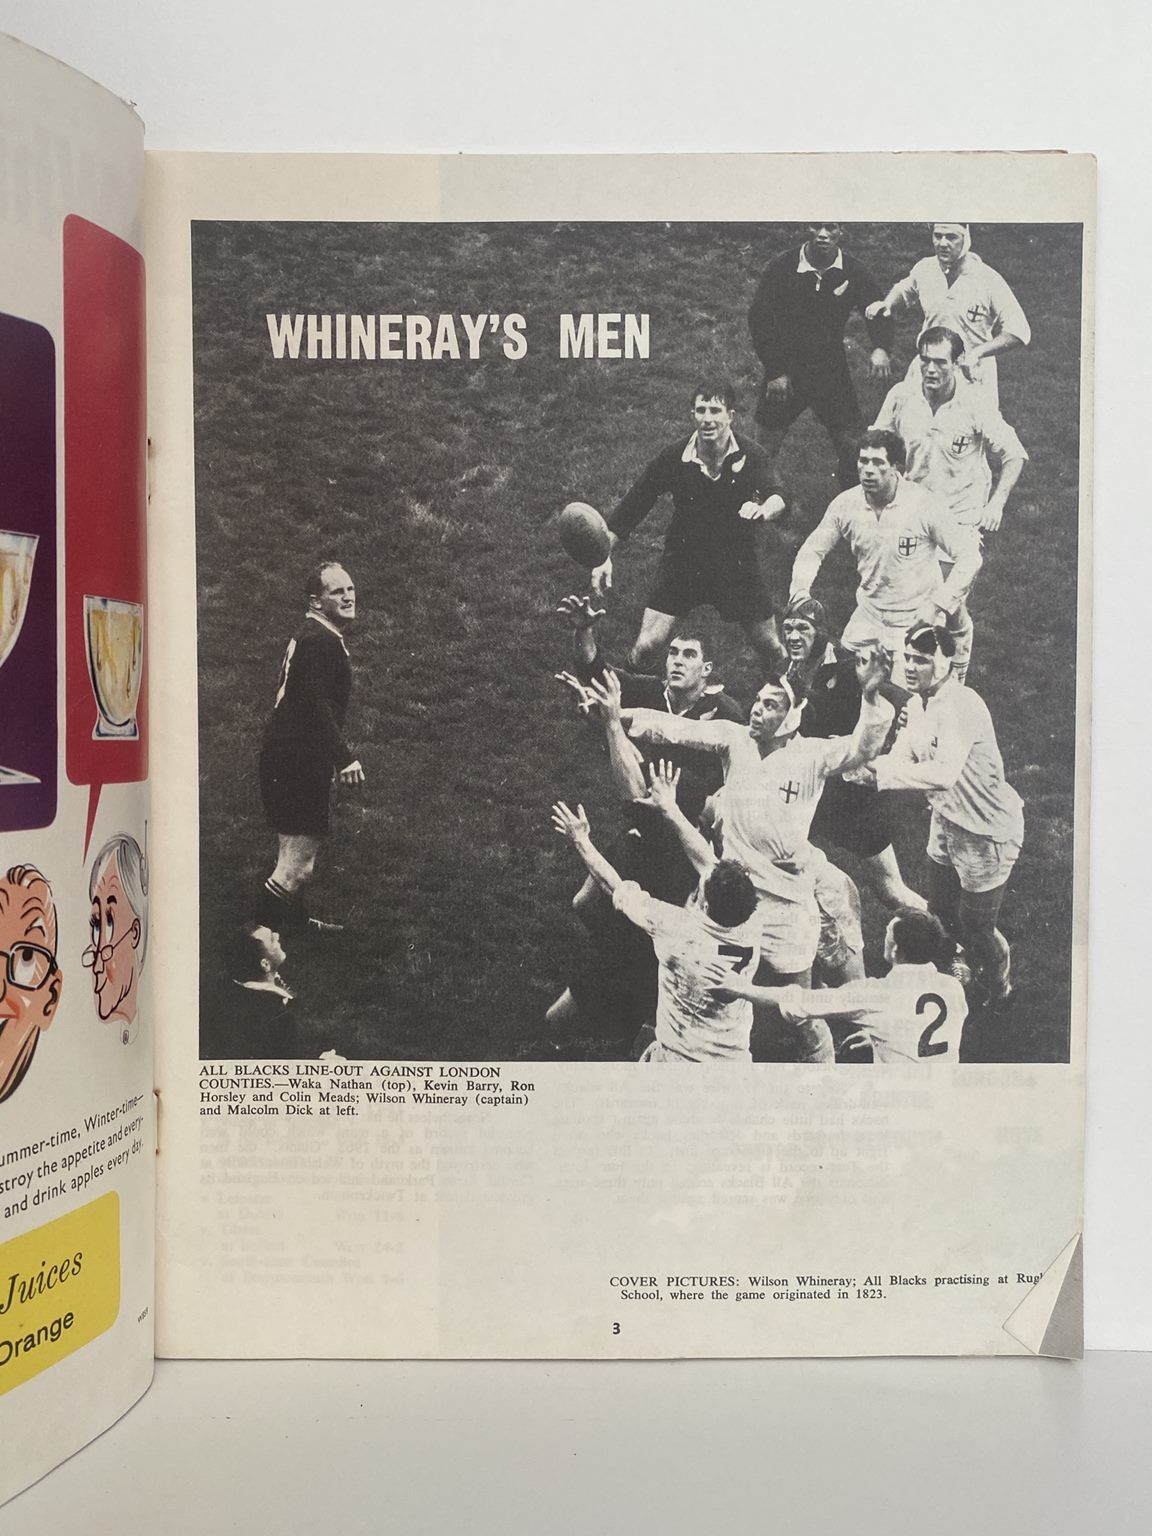 WHINERAY'S MEN
7
2
ALL BLACKS LINE-OUT AGAINST LONDON
COUNTIES.—Waka Nathan (top), Kevin Barry, Ron
Horsley and Colin Meads; Wilson Whineray (captain)
and Malcolm Dick at left.
COVER PICTURES: Wilson Whineray; All Blacks practising at
School, where the game originated in 1823.
3
ummer-time, Winter-time—
stroy the appetite and every-
and drink apples every day.
Juices
Orange